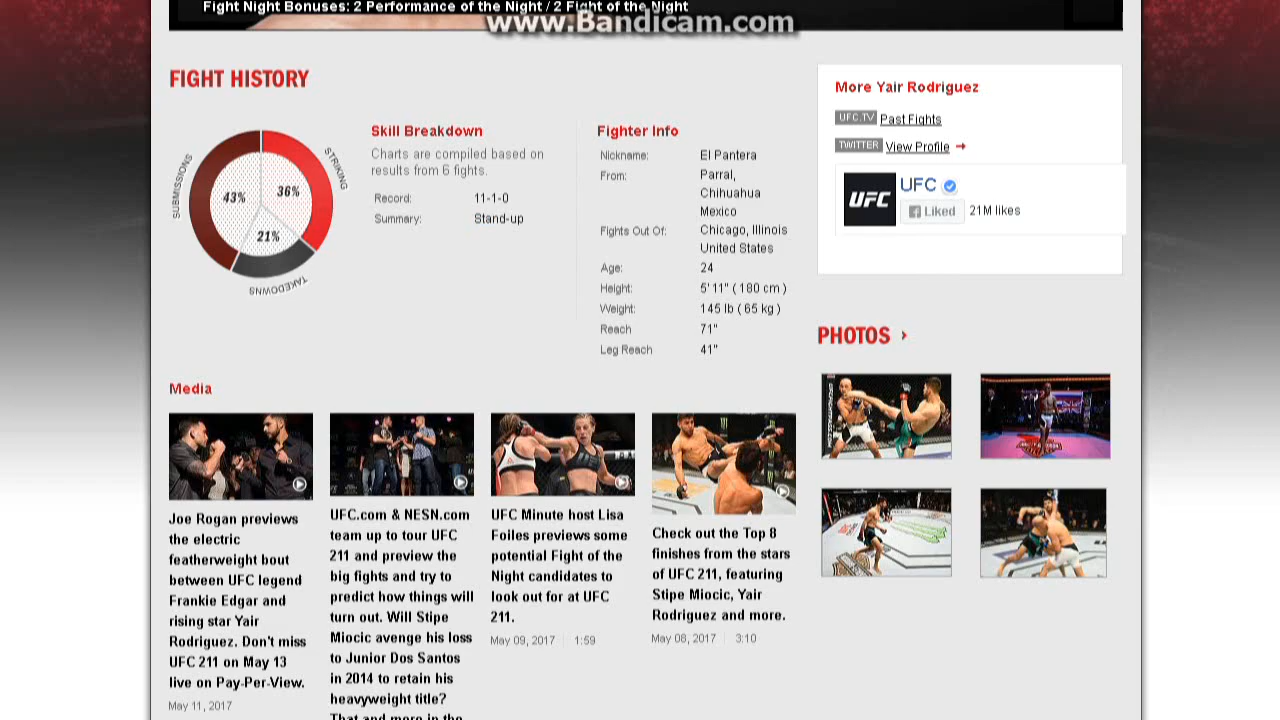 Fight Night Bonuses: 2 Performance of the Night / 2 Fight of the Night
www.Bandicam.com
FIGHT HISTORY
SUBMISSIONS
STRIKING
TAKEDOWNS
43%
36%
21%
Skill Breakdown
Charts are compiled based on
results from 6 fights.
Record: 11-1-0
Summary: Stand-up
Fighter Info
Nickname: El Pantera
From: Parral,
Chihuahua
Mexico
Fights Out Of: Chicago, Illinois
United States
Age: 24
Height: 5' 11" ( 180 cm )
Weight: 145 lb ( 65 kg )
Reach 71"
Leg Reach 41"
More Yair Rodriguez
UFC.TV Past Fights
TWITTER View Profile
UFC
UFC
Liked 21M likes
PHOTOS
Media
Joe Rogan previews
the electric
featherweight bout
between UFC legend
Frankie Edgar and
rising star Yair
Rodriguez. Don't miss
UFC 211 on May 13
live on Pay-Per-View.
May 11, 2017
UFC.com & NESN.com
team up to tour UFC
211 and preview the
big fights and try to
predict how things will
turn out. Will Stipe
Miocic avenge his loss
to Junior Dos Santos
in 2014 to retain his
heavyweight title?
That and more in the
UFC Minute host Lisa
Foiles previews some
potential Fight of the
Night candidates to
look out for at UFC
211.
May 09, 2017 1:59
Check out the Top 8
finishes from the stars
of UFC 211, featuring
Stipe Miocic, Yair
Rodriguez and more.
May 08, 2017 3:10